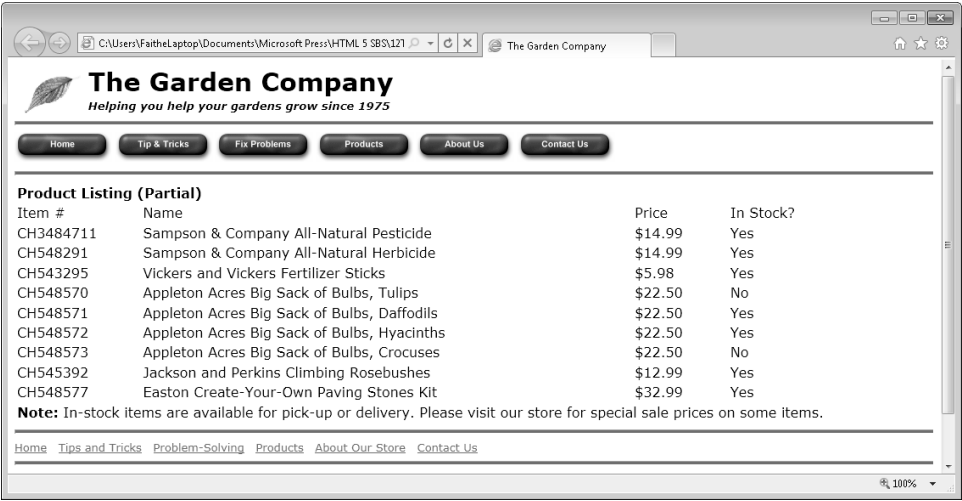 C:\Users\FaitheLaptop\Documents\Microsoft Press\HTML 5 SBS\12T
The Garden Company
The Garden Company
Helping you help your gardens grow since 1975
Home Tip & Tricks Fix Problems Products About Us Contact Us
Product Listing (Partial)
Item # Name Price In Stock?
CH3484711 Sampson & Company All-Natural Pesticide $14.99 Yes
CH548291 Sampson & Company All-Natural Herbicide $14.99 Yes
CH543295 Vickers and Vickers Fertilizer Sticks $5.98 Yes
CH548570 Appleton Acres Big Sack of Bulbs, Tulips $22.50 No
CH548571 Appleton Acres Big Sack of Bulbs, Daffodils $22.50 Yes
CH548572 Appleton Acres Big Sack of Bulbs, Hyacinths $22.50 Yes
CH548573 Appleton Acres Big Sack of Bulbs, Crocuses $22.50 No
CH545392 Jackson and Perkins Climbing Rosebushes $12.99 Yes
CH548577 Easton Create-Your-Own Paving Stones Kit $32.99 Yes
Note: In-stock items are available for pick-up or delivery. Please visit our store for special sale prices on some items.
Home Tips and Tricks Problem-Solving Products About Our Store Contact Us
100%